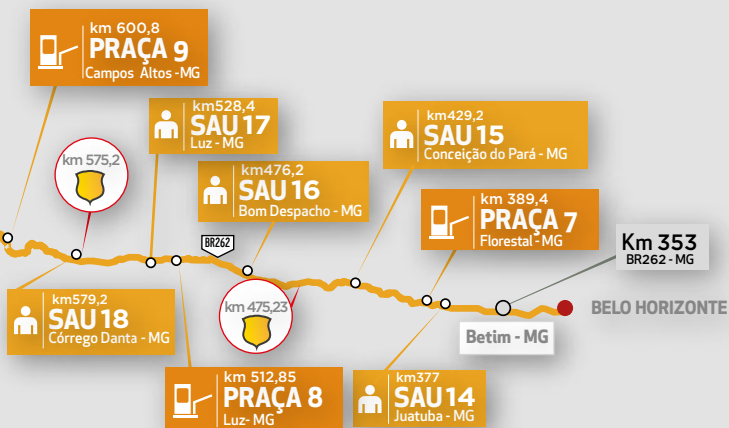 km 600,8
PRAÇA 9
Campos Altos -MG
km528,4
SAU 17
Luz - MG
km429,2
SAU 15
Conceição do Pará - MG
km 575,2
km476,2
SAU 16
Bom Despacho - MG
km 389,4
PRAÇA 7
Florestal - MG
BR262
Km 353
BR262 - MG
km579,2
SAU 18
Córrego Danta - MG
km 475,23
BELO HORIZONTE
Betim - MG
km 512,85
PRAÇA 8
Luz- MG
km377
SAU 14
Juatuba - MG